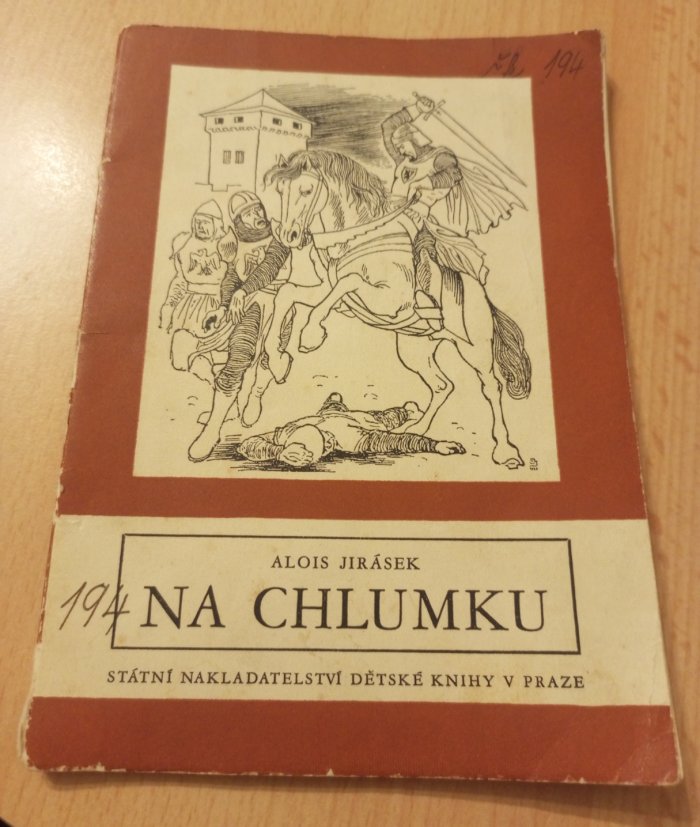 194
ALOIS JIRÁSEK
194 NA CHLUMKU
STÁTNÍ NAKLADATELSTVÍ DĚTSKÉ KNIHY V PRAZE